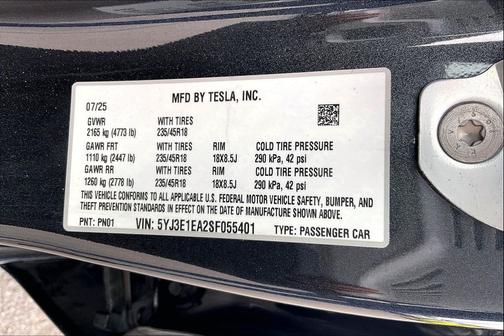 MFD BY TESLA, INC.
07/25
GVWR WITH TIRES
2165 kg (4773 lb) 235/45R18
GAWR FRT WITH TIRES RIM COLD TIRE PRESSURE
1110 kg (2447 lb) 235/45R18 18X8.5J 290 kPa, 42 psi
GAWR RR WITH TIRES RIM COLD TIRE PRESSURE
1260 kg (2778 lb) 235/45R18 18X8.5J 290 kPa, 42 psi
THIS VEHICLE CONFORMS TO ALL APPLICABLE U.S. FEDERAL MOTOR VEHICLE SAFETY, BUMPER, AND
THEFT PREVENTION STANDARDS IN EFFECT ON THE DATE OF MANUFACTURE SHOWN ABOVE.
PNT: PN01 VIN: 5YJ3E1EA2SF055401 TYPE: PASSENGER CAR